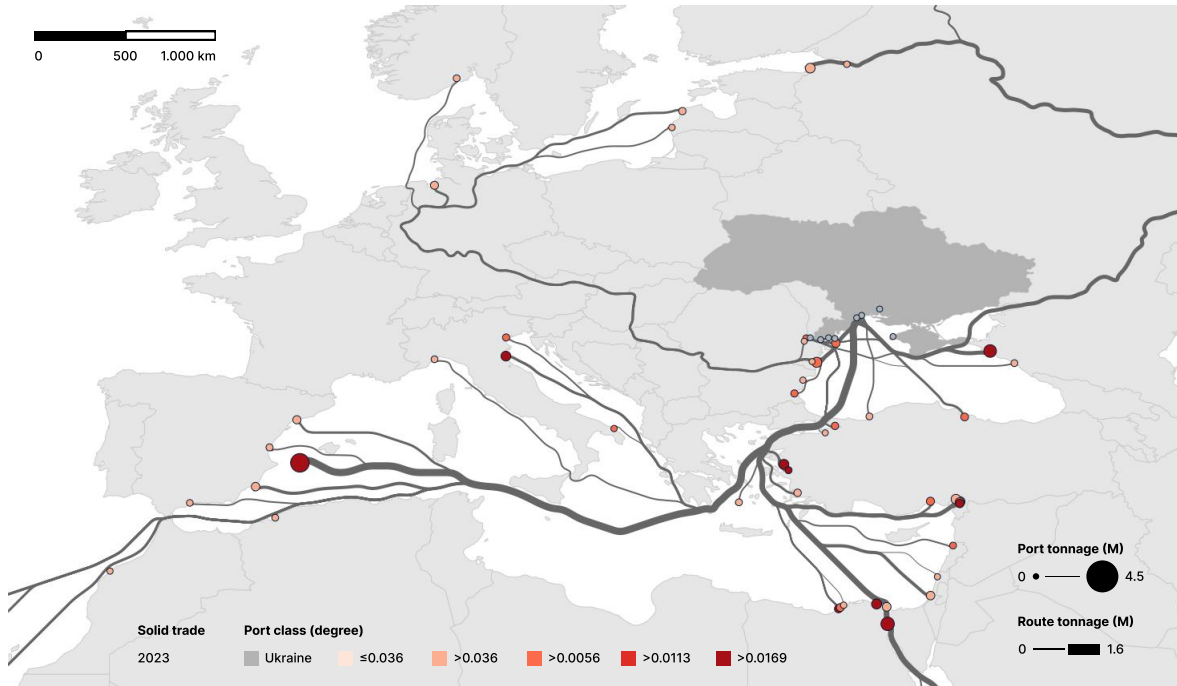 0 500 1.000 km
Port tonnage (M)
0 4.5
Route tonnage (M)
0 1.6
Solid trade Port class (degree)
2023 Ukraine ≤0.036 >0.036 >0.0056 >0.0113 >0.0169